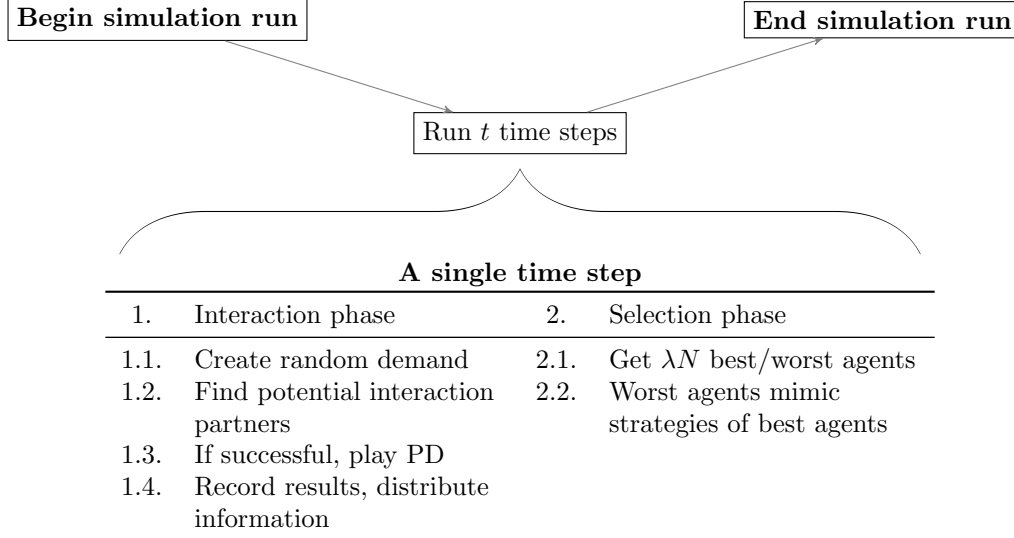 Begin simulation run
End simulation run
Run t time steps
A single time step
1. Interaction phase 2. Selection phase
1.1. Create random demand 2.1. Get λN best/worst agents
1.2. Find potential interaction 2.2. Worst agents mimic
partners strategies of best agents
1.3. If successful, play PD
1.4. Record results, distribute
information